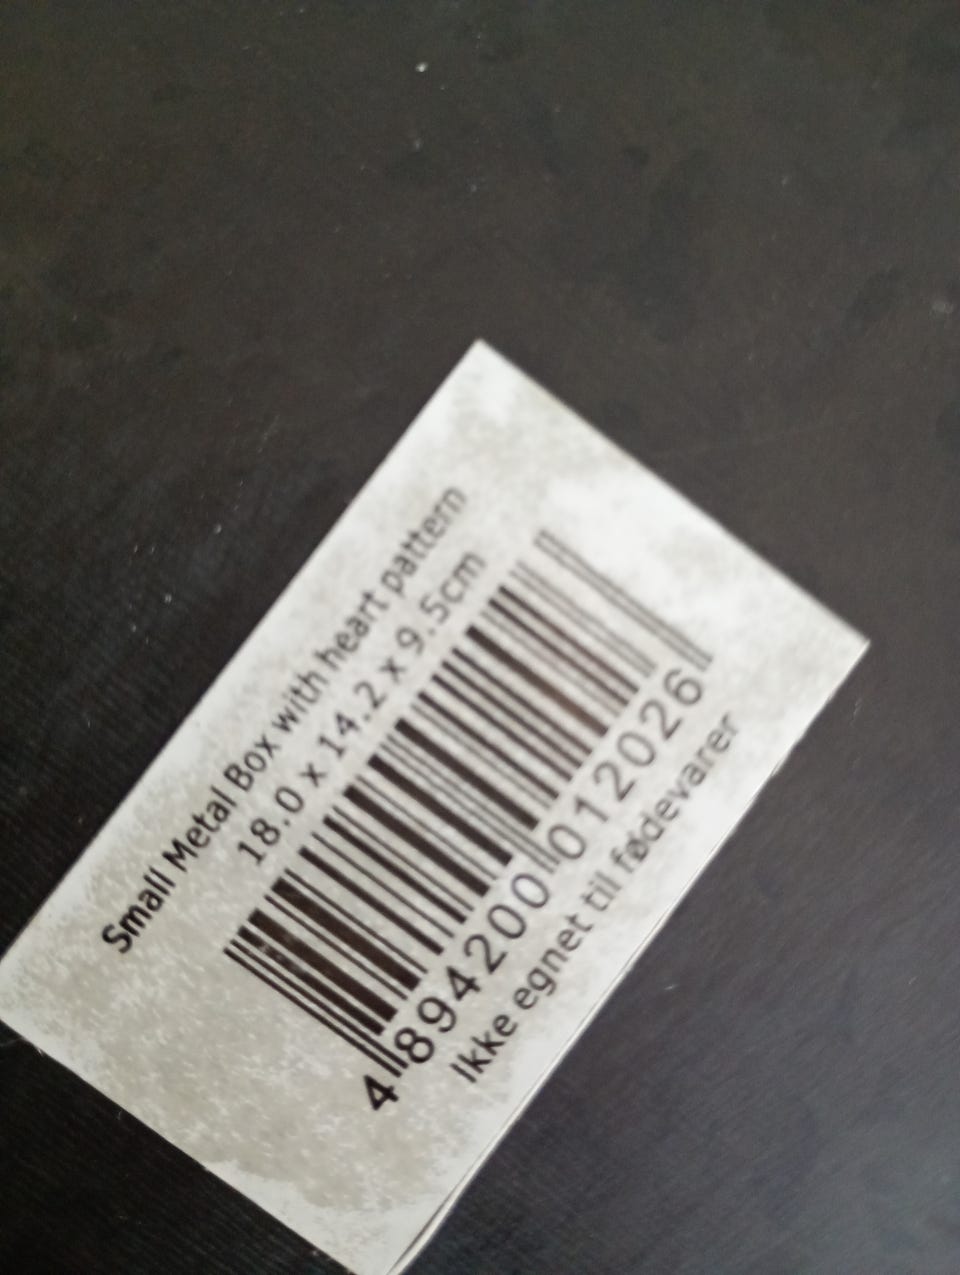 Small Metal Box with heart pattern
18.0 x 14.2 x 9.5cm
4 894200 012026
Ikke egnet til fødevarer